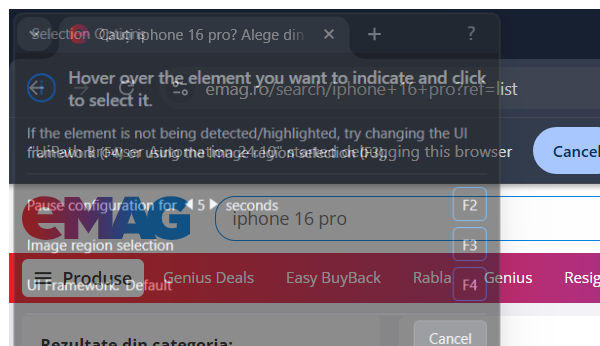 Selection Options
Cauți iphone 16 pro? Alege din
?
Hover over the element you want to indicate and click
to select it.
emag.ro/search/iphone+16+pro?ref=list
If the element is not being detected/highlighted, try changing the UI
framework (F4) or using the image region selection (F3).
"UiPath Browser Automation 24.10" started debugging this browser
Cancel
Pause configuration for 5 seconds
F2
eMAG
iphone 16 pro
Image region selection
F3
Produse
Genius Deals
Easy BuyBack
Rabla
Genius
Resig
UI Framework: Default
F4
Cancel
Rezultate din categoria: